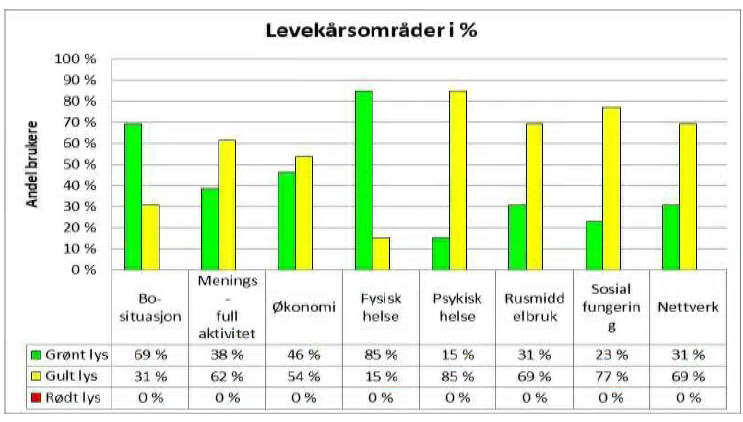 Levekårsområder i %
Andel brukere
100 %
90 %
80 %
70 %
60 %
50 %
40 %
30 %
20 %
10 %
0 %
Bo-
situasjon
Menings
-
full
aktivitet
Økonomi
Fysisk
helse
Psykisk
helse
Rusmidd
elbruk
Sosial
fungerin
g
Nettverk
Grønt lys 69 % 38 % 46 % 85 % 15 % 31 % 23 % 31 %
Gult lys 31 % 62 % 54 % 15 % 85 % 69 % 77 % 69 %
Rødt lys 0 % 0 % 0 % 0 % 0 % 0 % 0 % 0 %